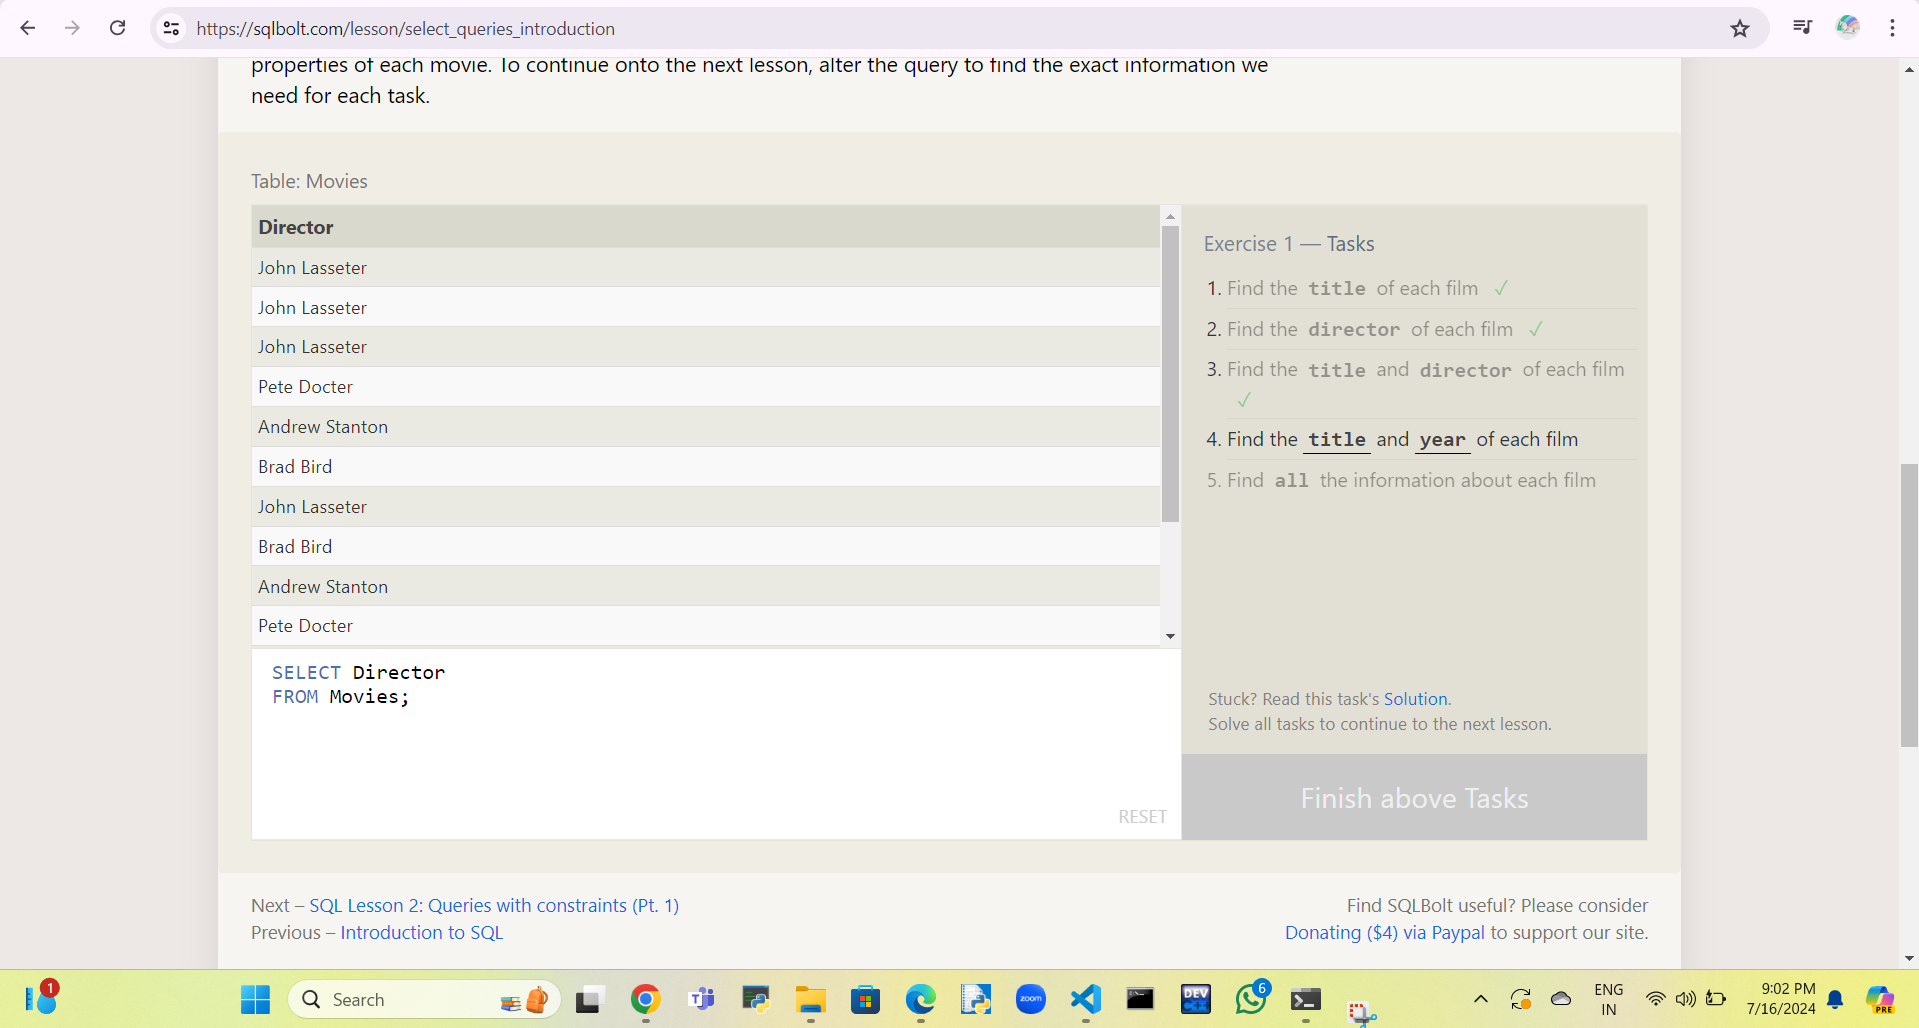 https://sqlbolt.com/lesson/select_queries_introduction
properties of each movie. To continue onto the next lesson, alter the query to find the exact information we
need for each task.
Table: Movies
Director
John Lasseter
John Lasseter
John Lasseter
Pete Docter
Andrew Stanton
Brad Bird
John Lasseter
Brad Bird
Andrew Stanton
Pete Docter
SELECT Director
FROM Movies;
RESET
Exercise 1 — Tasks
1. Find the title of each film ✓
2. Find the director of each film ✓
3. Find the title and director of each film
✓
4. Find the title and year of each film
5. Find all the information about each film
Stuck? Read this task's Solution.
Solve all tasks to continue to the next lesson.
Finish above Tasks
Next – SQL Lesson 2: Queries with constraints (Pt. 1)
Previous – Introduction to SQL
Find SQLBolt useful? Please consider
Donating ($4) via Paypal to support our site.
1
Search
zoom
DEV
6
ENG
IN
9:02 PM
7/16/2024
PRE